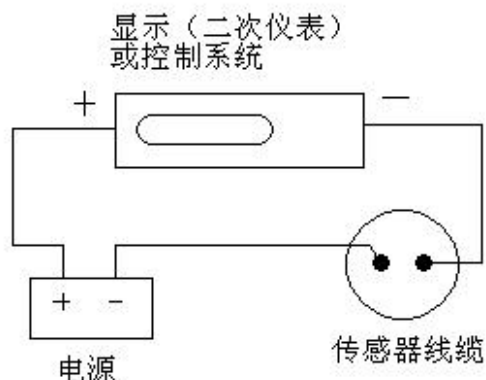 显示（二次仪表）
或控制系统
+
—
+ -
电源
传感器线缆